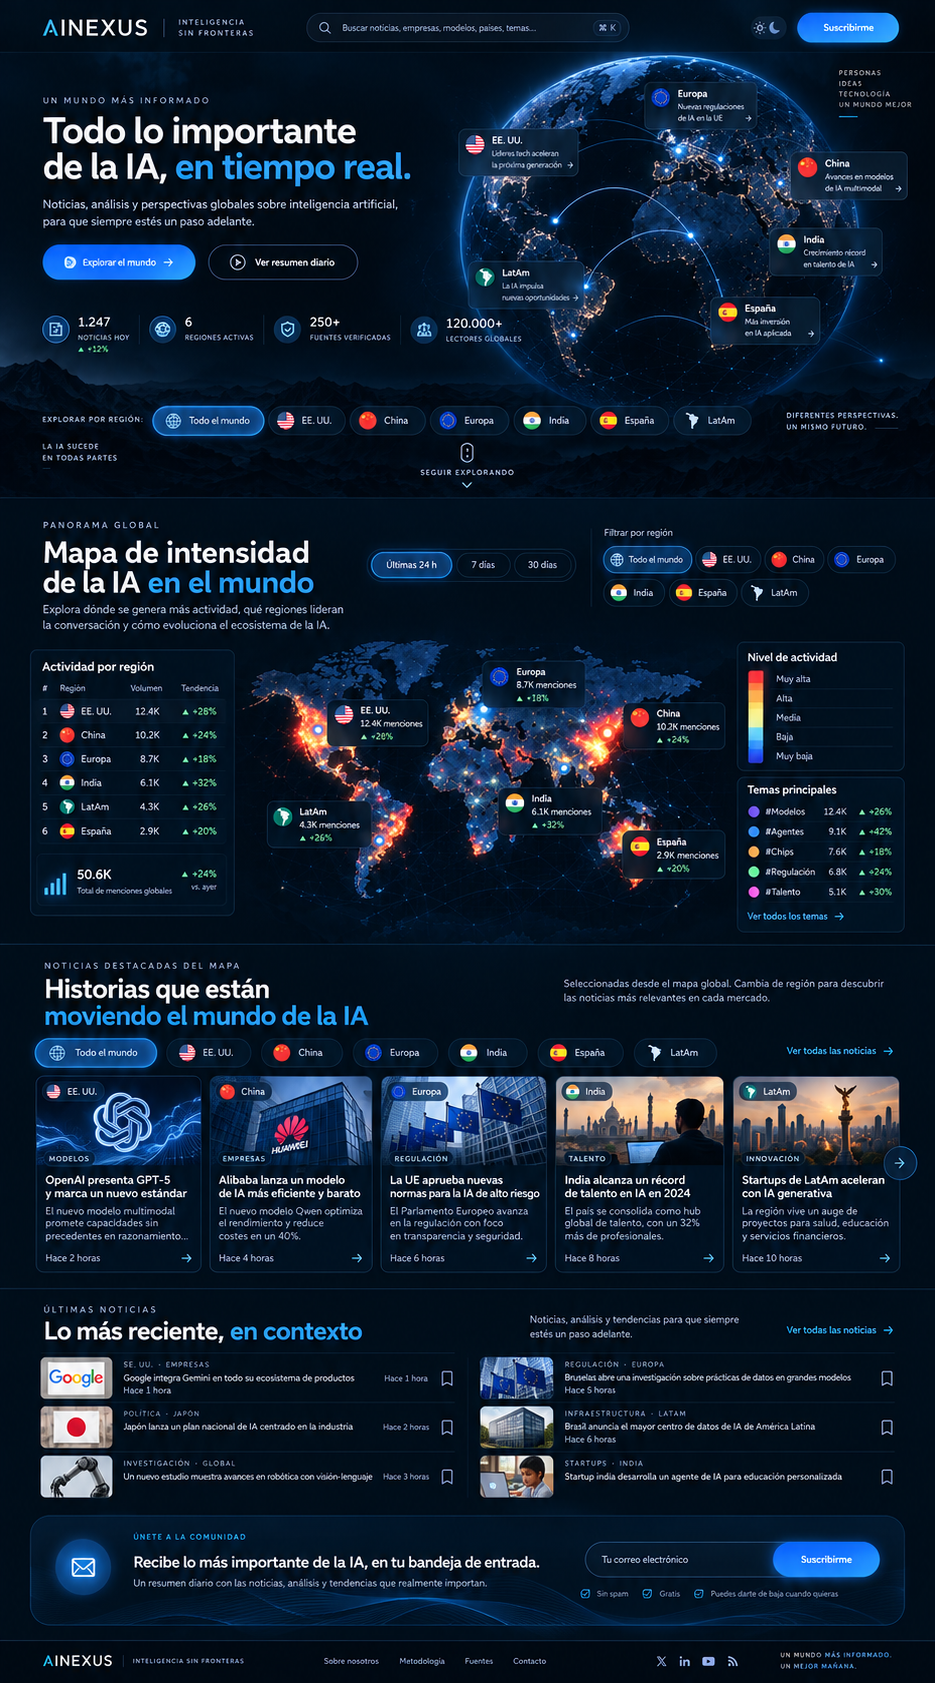 AINEXUS
INTELIGENCIA
SIN FRONTERAS
Buscar noticias, empresas, modelos, países, temas...
⌘ K
Suscribirme
PERSONAS
IDEAS
TECNOLOGÍA
UN MUNDO MEJOR
UN MUNDO MÁS INFORMADO
Todo lo importante
de la IA, en tiempo real.
Noticias, análisis y perspectivas globales sobre inteligencia artificial,
para que siempre estés un paso adelante.
Explorar el mundo →
Ver resumen diario
Europa
Nuevas regulaciones
de IA en la UE →
EE. UU.
Líderes tech aceleran
la próxima generación →
China
Avances en modelos
de IA multimodal →
India
Crecimiento récord
en talento de IA →
LatAm
La IA impulsa
nuevas oportunidades →
España
Más inversión
en IA aplicada →
1.247
NOTICIAS HOY
▲ +12%
6
REGIONES ACTIVAS
250+
FUENTES VERIFICADAS
120.000+
LECTORES GLOBALES
EXPLORAR POR REGIÓN:
Todo el mundo
EE. UU.
China
Europa
India
España
LatAm
DIFERENTES PERSPECTIVAS.
UN MISMO FUTURO.
LA IA SUCEDE
EN TODAS PARTES
SEGUIR EXPLORANDO
PANORAMA GLOBAL
Mapa de intensidad
de la IA en el mundo
Explora dónde se genera más actividad, qué regiones lideran
la conversación y cómo evoluciona el ecosistema de la IA.
Últimas 24 h
7 días
30 días
Filtrar por región
Todo el mundo
EE. UU.
China
Europa
India
España
LatAm
Actividad por región
# Región Volumen Tendencia
1 EE. UU. 12.4K ▲ +28%
2 China 10.2K ▲ +24%
3 Europa 8.7K ▲ +18%
4 India 6.1K ▲ +32%
5 LatAm 4.3K ▲ +26%
6 España 2.9K ▲ +20%
50.6K
Total de menciones globales
▲ +24%
vs. ayer
Europa
8.7K menciones
▲ +18%
EE. UU.
12.4K menciones
▲ +28%
China
10.2K menciones
▲ +24%
India
6.1K menciones
▲ +32%
LatAm
4.3K menciones
▲ +26%
España
2.9K menciones
▲ +20%
Nivel de actividad
Muy alta
Alta
Media
Baja
Muy baja
Temas principales
#Modelos 12.4K ▲ +26%
#Agentes 9.1K ▲ +42%
#Chips 7.6K ▲ +18%
#Regulación 6.8K ▲ +24%
#Talento 5.1K ▲ +30%
Ver todos los temas →
NOTICIAS DESTACADAS DEL MAPA
Historias que están
moviendo el mundo de la IA
Seleccionadas desde el mapa global. Cambia de región para descubrir
las noticias más relevantes en cada mercado.
Todo el mundo
EE. UU.
China
Europa
India
España
LatAm
Ver todas las noticias →
EE. UU.
MODELOS
OpenAI presenta GPT-5
y marca un nuevo estándar
El nuevo modelo multimodal
promete capacidades sin
precedentes en razonamiento...
Hace 2 horas →
China
HUAWEI
EMPRESAS
Alibaba lanza un modelo
de IA más eficiente y barato
El nuevo modelo Qwen optimiza
el rendimiento y reduce
costes en un 40%.
Hace 4 horas →
Europa
REGULACIÓN
La UE aprueba nuevas
normas para la IA de alto riesgo
El Parlamento Europeo avanza
en la regulación con foco
en transparencia y seguridad.
Hace 6 horas →
India
TALENTO
India alcanza un récord
de talento en IA en 2024
El país se consolida como hub
global de talento, con un 32%
más de profesionales.
Hace 8 horas →
LatAm
INNOVACIÓN
Startups de LatAm aceleran
con IA generativa
La región vive un auge de
proyectos para salud, educación
y servicios financieros.
Hace 10 horas →
ÚLTIMAS NOTICIAS
Lo más reciente, en contexto
Noticias, análisis y tendencias para que siempre
estés un paso adelante.
Ver todas las noticias →
Google
SE. UU. · EMPRESAS
Google integra Gemini en todo su ecosistema de productos
Hace 1 hora
Hace 1 hora
POLÍTICA · JAPÓN
Japón lanza un plan nacional de IA centrado en la industria
Hace 2 horas
INVESTIGACIÓN · GLOBAL
Un nuevo estudio muestra avances en robótica con visión-lenguaje
Hace 3 horas
REGULACIÓN · EUROPA
Bruselas abre una investigación sobre prácticas de datos en grandes modelos
Hace 5 horas
INFRAESTRUCTURA · LATAM
Brasil anuncia el mayor centro de datos de IA de América Latina
Hace 6 horas
STARTUPS · INDIA
Startup india desarrolla un agente de IA para educación personalizada
ÚNETE A LA COMUNIDAD
Recibe lo más importante de la IA, en tu bandeja de entrada.
Un resumen diario con las noticias, análisis y tendencias que realmente importan.
Tu correo electrónico
Suscribirme
Sin spam
Gratis
Puedes darte de baja cuando quieras
AINEXUS
INTELIGENCIA SIN FRONTERAS
Sobre nosotros
Metodología
Fuentes
Contacto
UN MUNDO MÁS INFORMADO.
UN MEJOR MAÑANA.